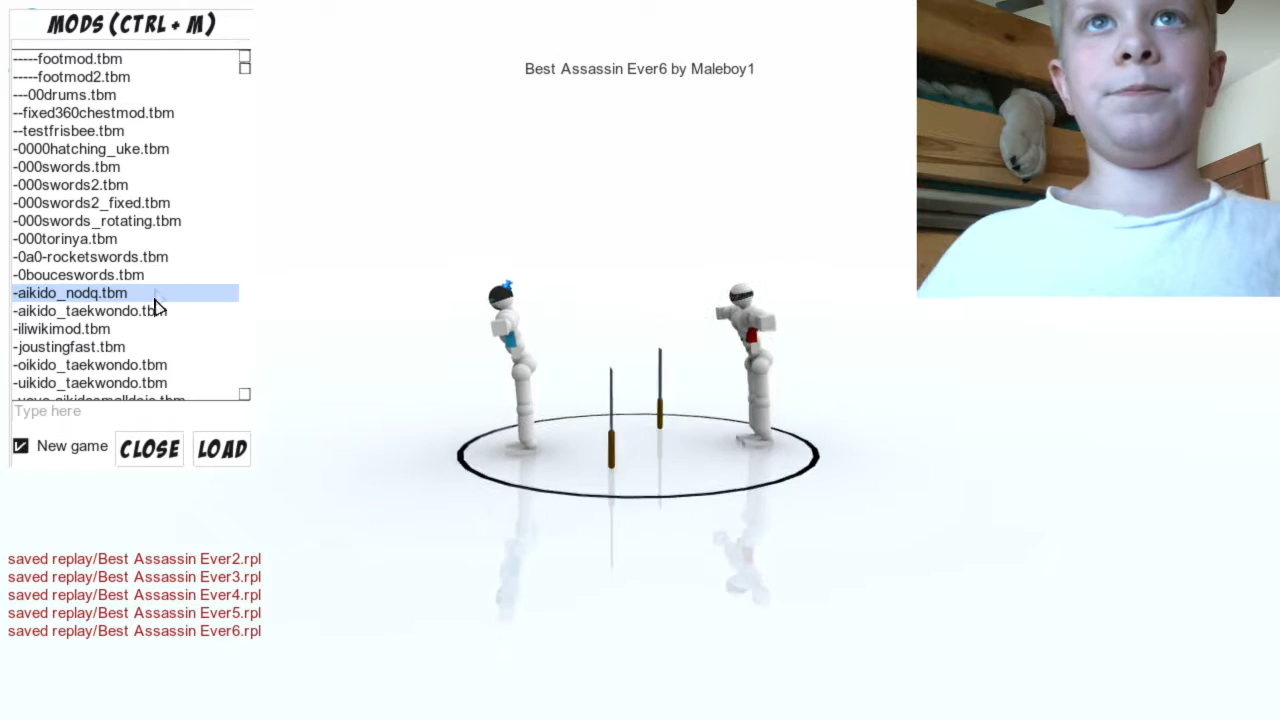 MODS (CTRL + M)
-----footmod.tbm
-----footmod2.tbm
---00drums.tbm
--fixed360chestmod.tbm
--testfrisbee.tbm
-0000hatching_uke.tbm
-000swords.tbm
-000swords2.tbm
-000swords2_fixed.tbm
-000swords_rotating.tbm
-000torinya.tbm
-0a0-rocketswords.tbm
-0bouceswords.tbm
-aikido_nodq.tbm
-aikido_taekwondo.tbm
-iliwikimod.tbm
-joustingfast.tbm
-oikido_taekwondo.tbm
-uikido_taekwondo.tbm
Type here
New game
CLOSE
LOAD
Best Assassin Ever6 by Maleboy1
saved replay/Best Assassin Ever2.rpl
saved replay/Best Assassin Ever3.rpl
saved replay/Best Assassin Ever4.rpl
saved replay/Best Assassin Ever5.rpl
saved replay/Best Assassin Ever6.rpl